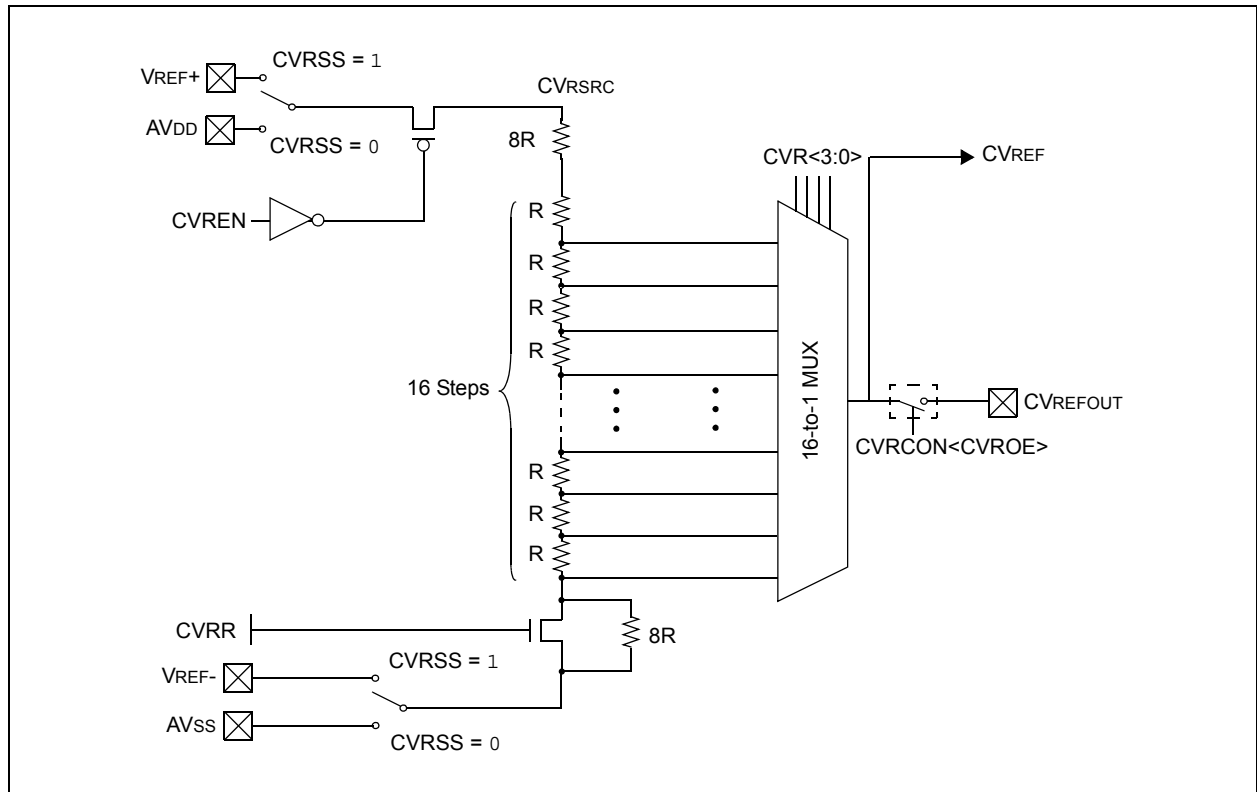 CVRSS = 1
VREF+
CVRSRC
AVDD
8R
CVRSS = 0
CVR<3:0>
CVREF
CVREN
R
R
R
R
16 Steps
16-to-1 MUX
CVREFOUT
CVRCON<CVROE>
R
R
R
CVRR
8R
CVRSS = 1
VREF-
AVSS
CVRSS = 0